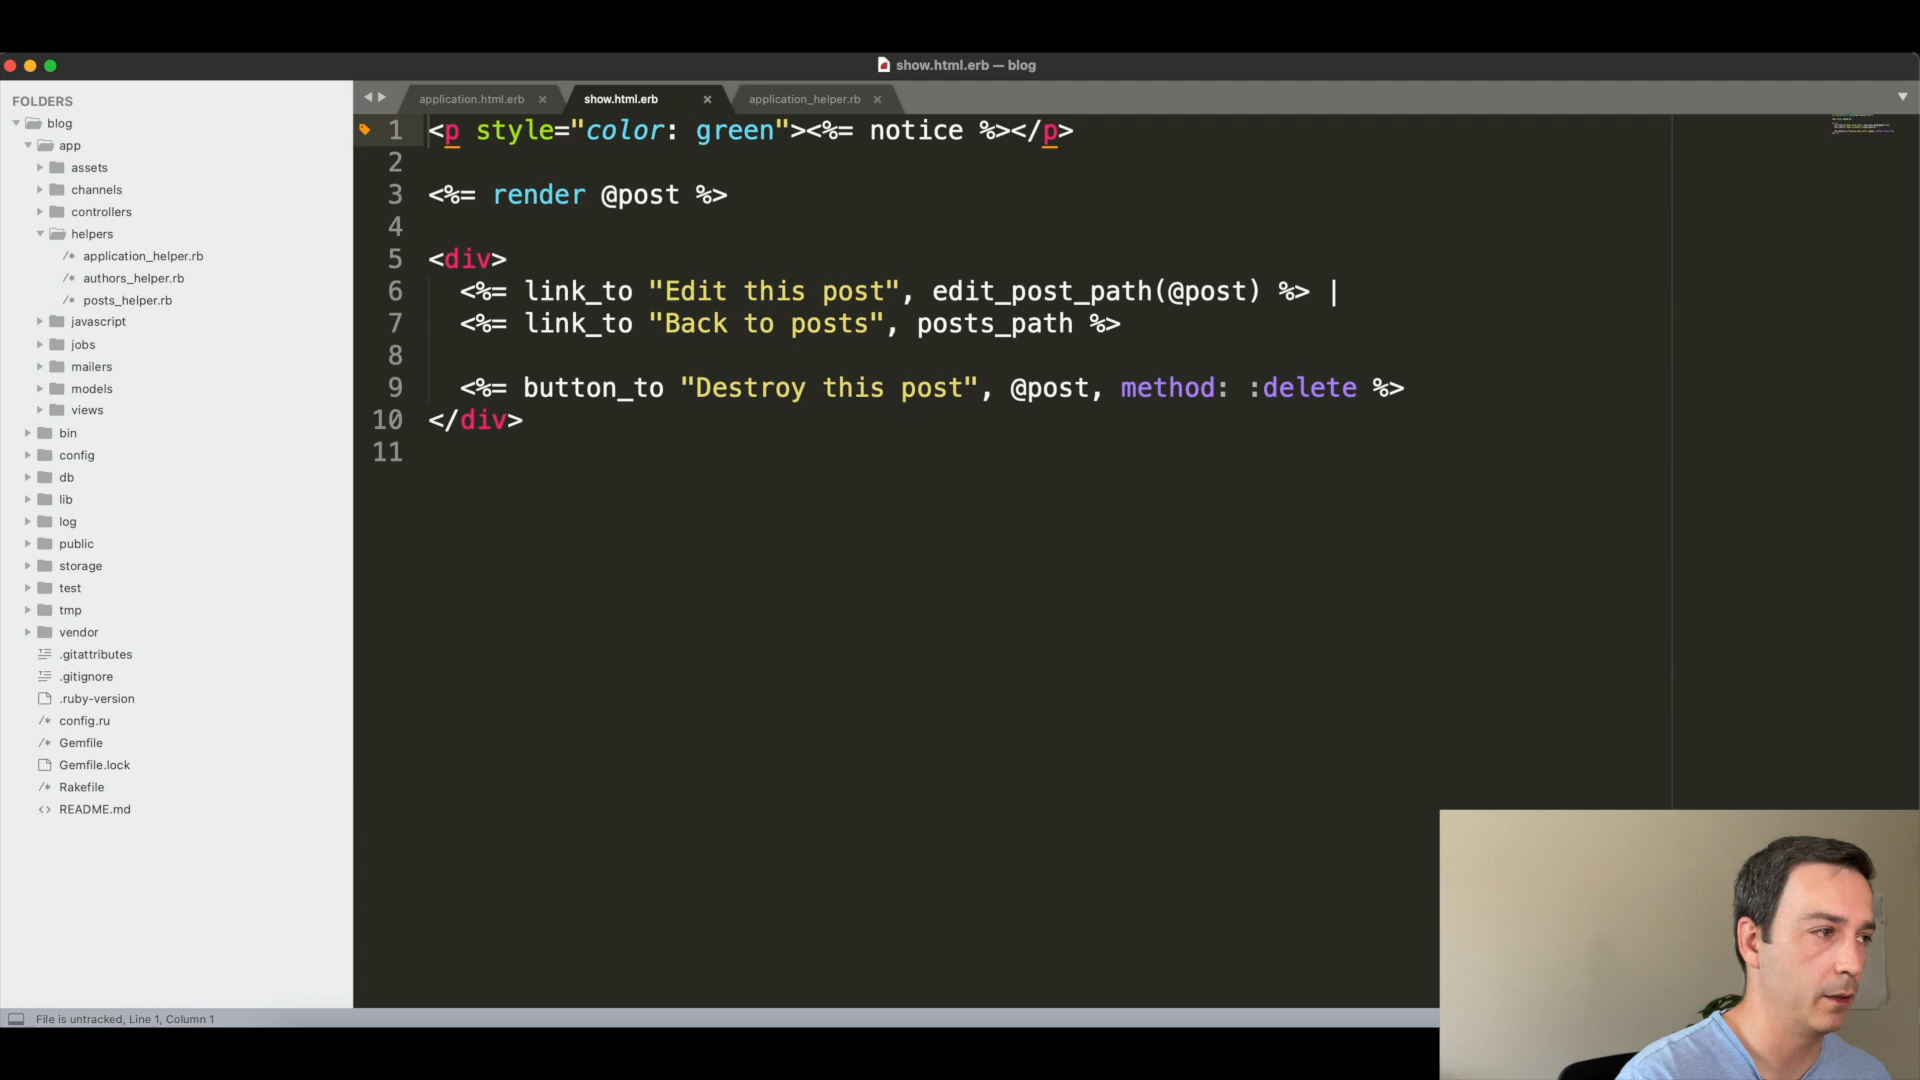 show.html.erb — blog
FOLDERS
blog
app
assets
channels
controllers
helpers
/* application_helper.rb
/* authors_helper.rb
/* posts_helper.rb
javascript
jobs
mailers
models
views
bin
config
db
lib
log
public
storage
test
tmp
vendor
.gitattributes
.gitignore
.ruby-version
/* config.ru
/* Gemfile
Gemfile.lock
/* Rakefile
<> README.md
application.html.erb × show.html.erb × application_helper.rb ×
1 <p style="color: green"><%= notice %></p>
2
3 <%= render @post %>
4
5 <div>
6 <%= link_to "Edit this post", edit_post_path(@post) %> |
7 <%= link_to "Back to posts", posts_path %>
8
9 <%= button_to "Destroy this post", @post, method: :delete %>
10 </div>
11
File is untracked, Line 1, Column 1